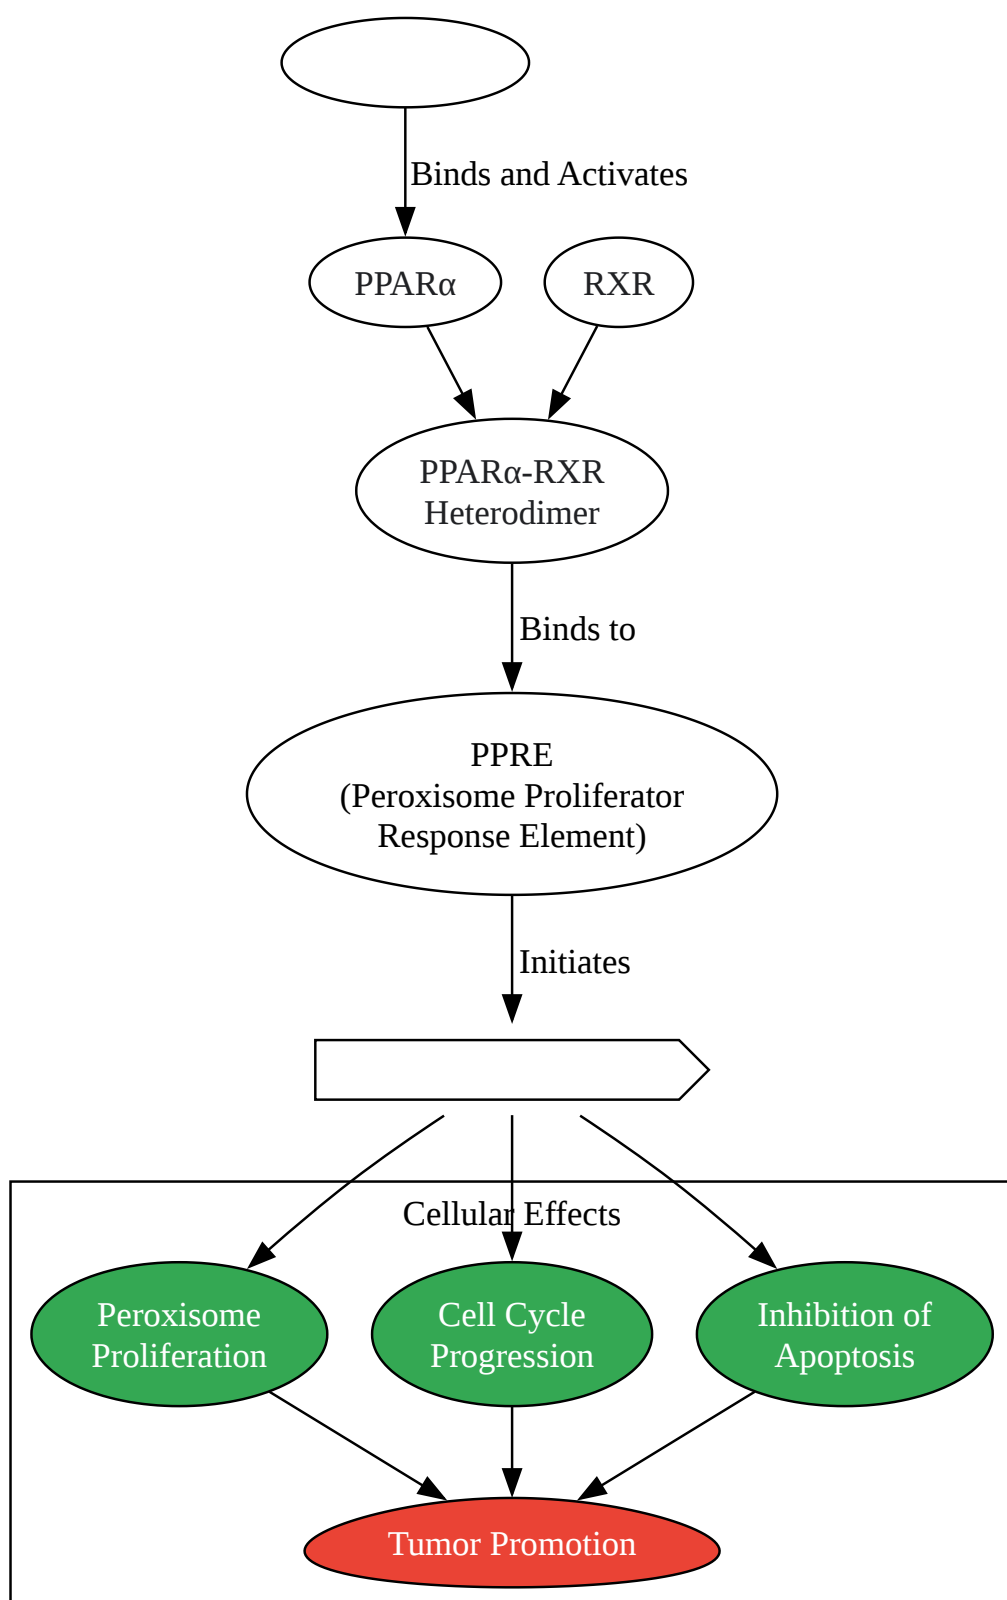 Binds and Activates
PPARα
RXR
PPARα-RXR
Heterodimer
Binds to
PPRE
(Peroxisome Proliferator
Response Element)
Initiates
Cellular Effects
Peroxisome
Proliferation
Cell Cycle
Progression
Inhibition of
Apoptosis
Tumor Promotion